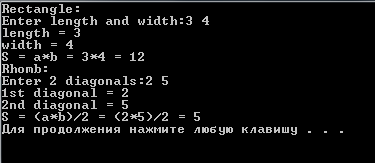 Rectangle:
Enter length and width:3 4
length = 3
width = 4
S = a*b = 3*4 = 12
Rhomb:
Enter 2 diagonals:2 5
1st diagonal = 2
2nd diagonal = 5
S = (a*b)/2 = (2*5)/2 = 5
Для продолжения нажмите любую клавишу . . .